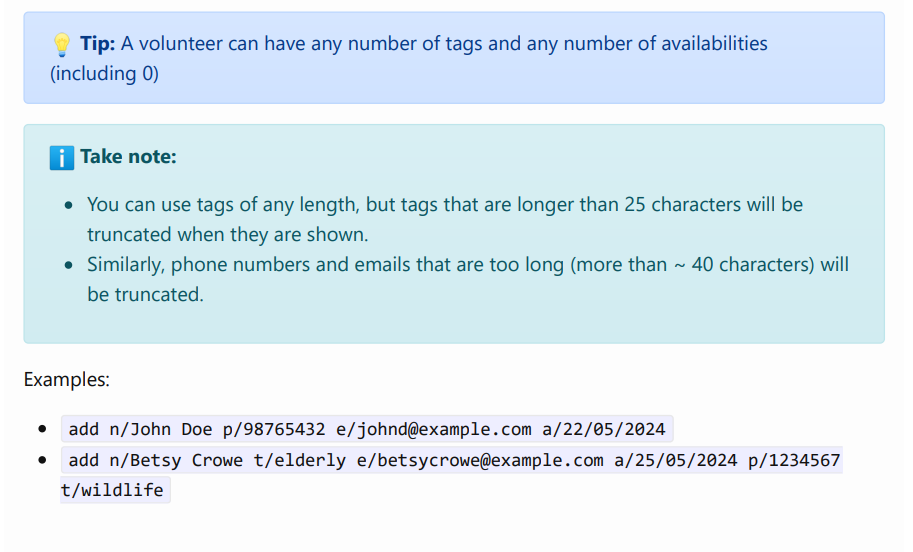 💡 Tip: A volunteer can have any number of tags and any number of availabilities
(including 0)
ℹ️ Take note:
• You can use tags of any length, but tags that are longer than 25 characters will be
truncated when they are shown.
• Similarly, phone numbers and emails that are too long (more than ~ 40 characters) will
be truncated.
Examples:
• add n/John Doe p/98765432 e/johnd@example.com a/22/05/2024
• add n/Betsy Crowe t/elderly e/betsycrowe@example.com a/25/05/2024 p/1234567
t/wildlife